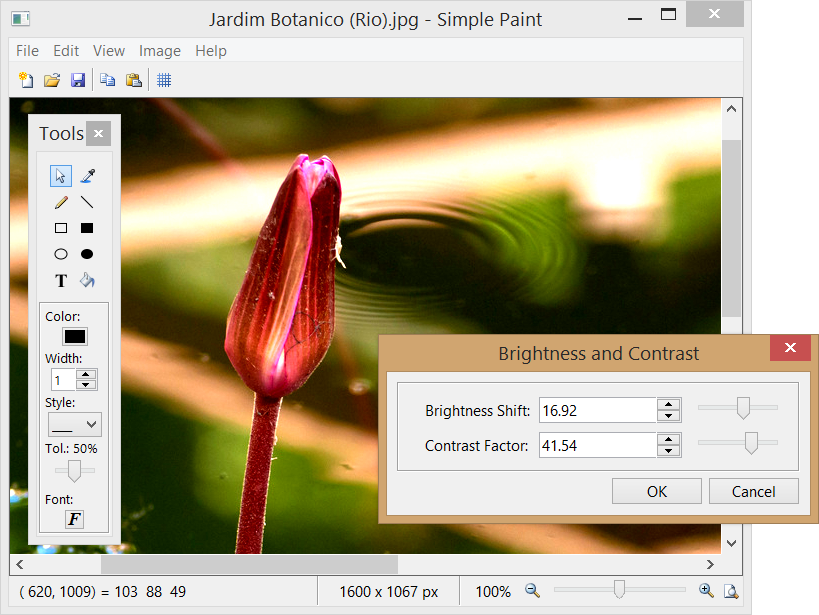 Jardim Botanico (Rio).jpg - Simple Paint
File Edit View Image Help
Tools
T
Color:
Width:
1
Style:
Tol.: 50%
Font:
F
Brightness and Contrast
Brightness Shift: 16.92
Contrast Factor: 41.54
OK Cancel
( 620, 1009) = 103 88 49 1600 x 1067 px 100%